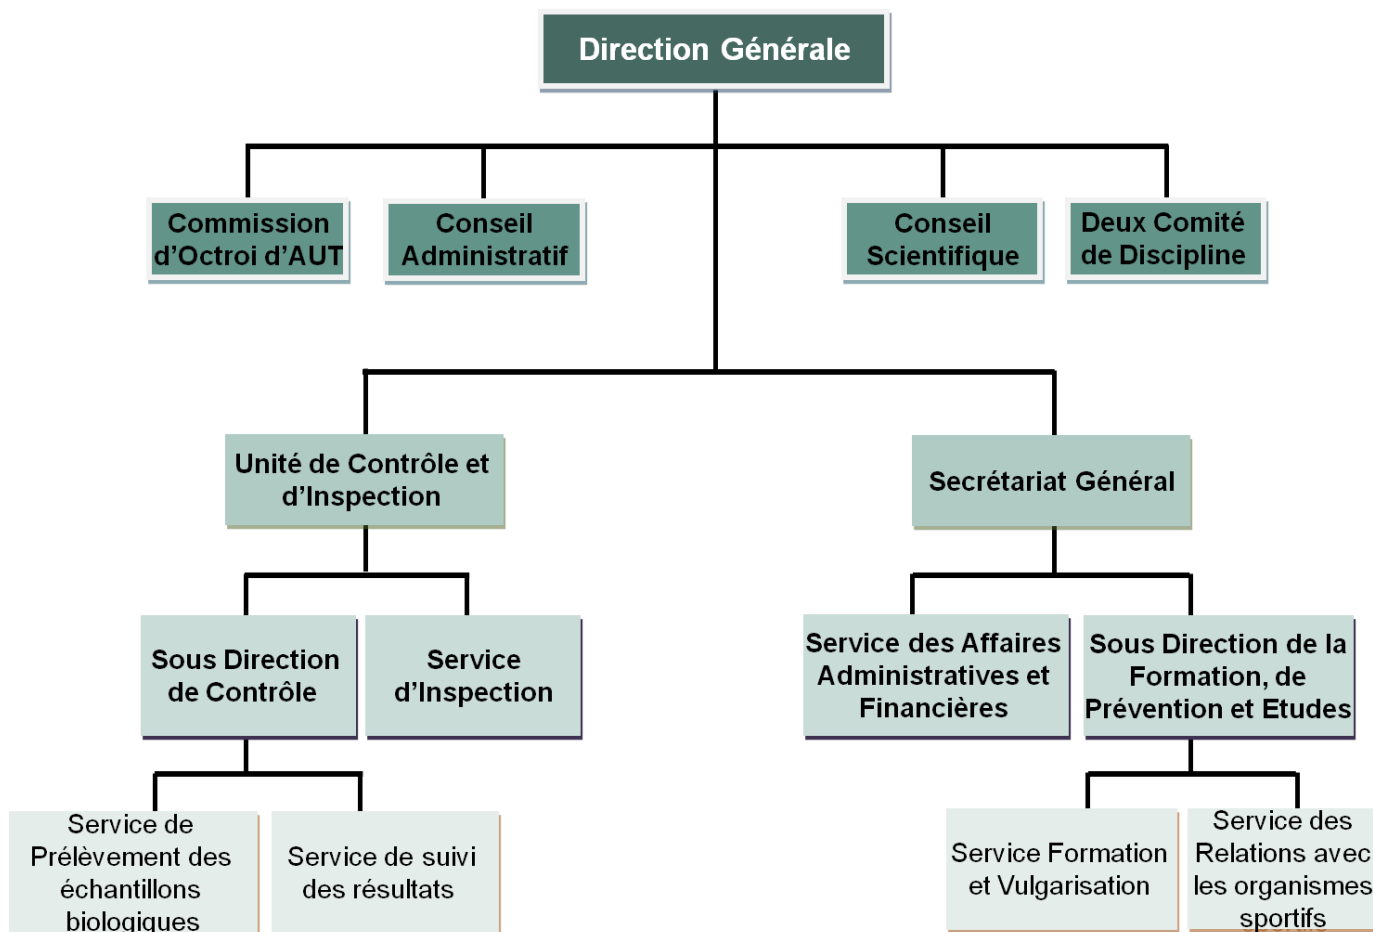 Direction Générale
Commission
d'Octroi d'AUT
Conseil
Administratif
Conseil
Scientifique
Deux Comité
de Discipline
Unité de Contrôle et
d'Inspection
Secrétariat Général
Sous Direction
de Contrôle
Service
d'Inspection
Service des Affaires
Administratives et
Financières
Sous Direction de la
Formation, de
Prévention et Etudes
Service de
Prélèvement des
échantillons
biologiques
Service de suivi
des résultats
Service Formation
et Vulgarisation
Service des
Relations avec
les organismes
sportifs